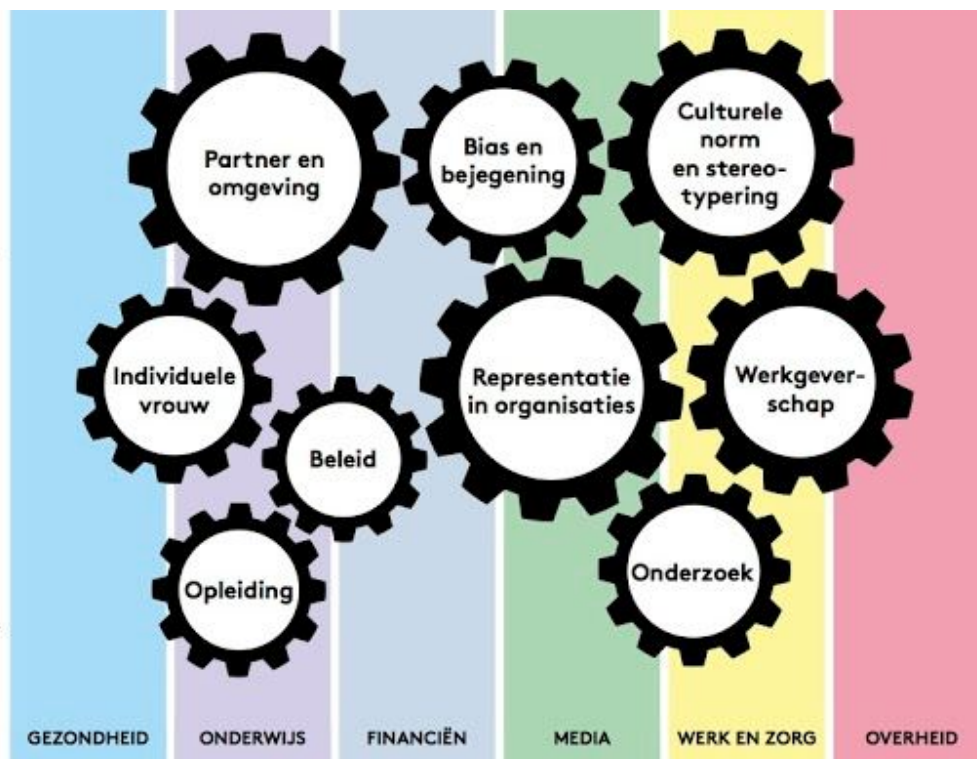 Partner en
omgeving
Bias en
bejegening
Culturele
norm
en stereo-
typering
Individuele
vrouw
Beleid
Representatie
in organisaties
Werkgever-
schap
Opleiding
Onderzoek
GEZONDHEID
ONDERWIJS
FINANCIËN
MEDIA
WERK EN ZORG
OVERHEID